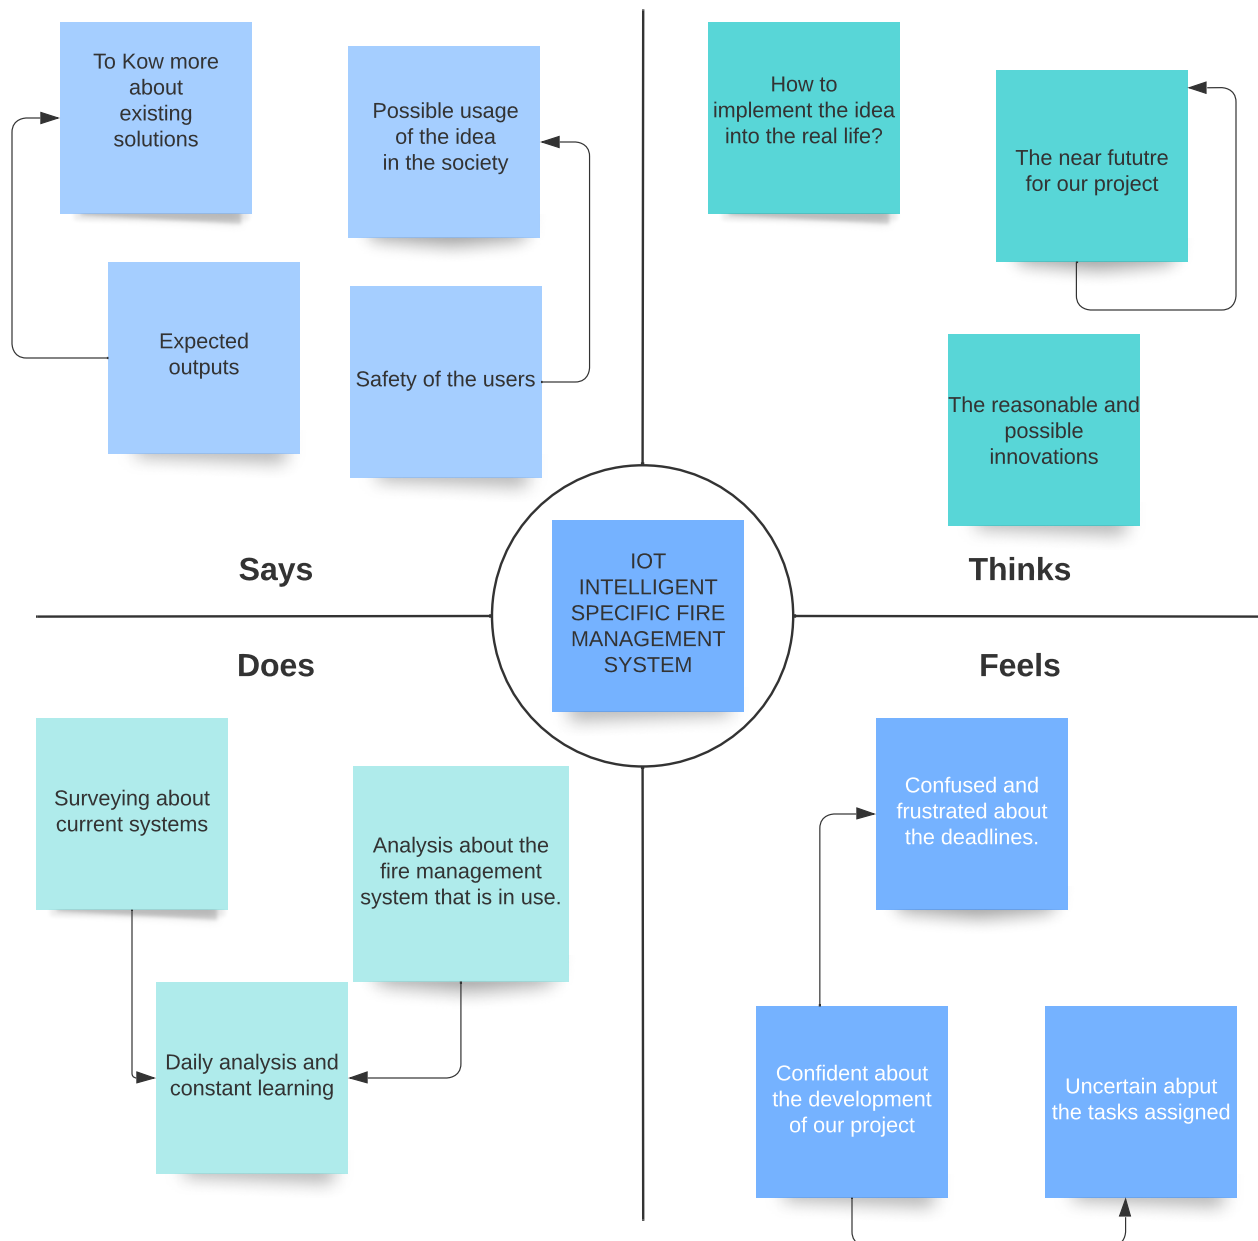 To Kow more
about
existing
solutions
Possible usage
of the idea
in the society
Expected
outputs
Safety of the users
Says
How to
implement the idea
into the real life?
The near fututre
for our project
The reasonable and
possible
innovations
Thinks
IOT
INTELLIGENT
SPECIFIC FIRE
MANAGEMENT
SYSTEM
Does
Surveying about
current systems
Analysis about the
fire management
system that is in use.
Daily analysis and
constant learning
Feels
Confused and
frustrated about
the deadlines.
Confident about
the development
of our project
Uncertain abput
the tasks assigned